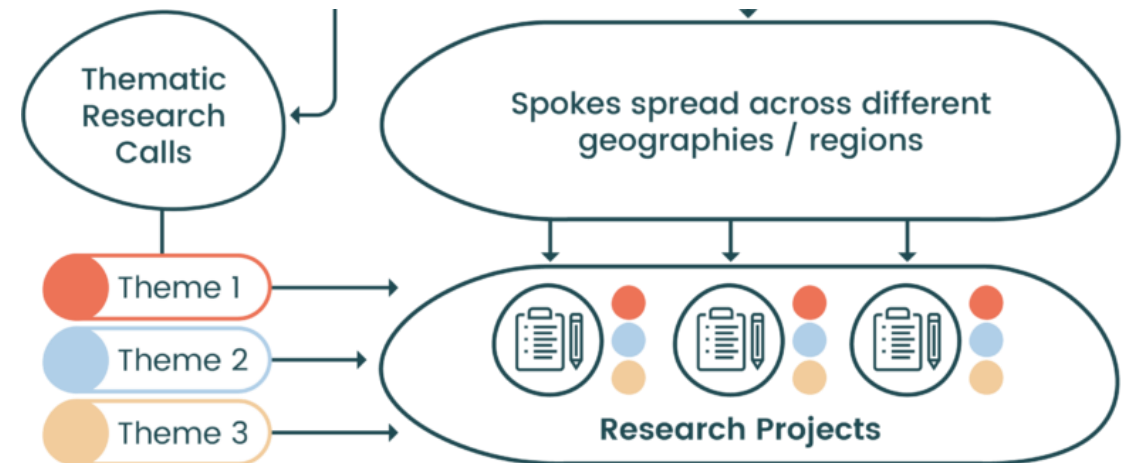 Thematic
Research
Calls
Spokes spread across different
geographies / regions
Theme 1
Theme 2
Theme 3
Research Projects